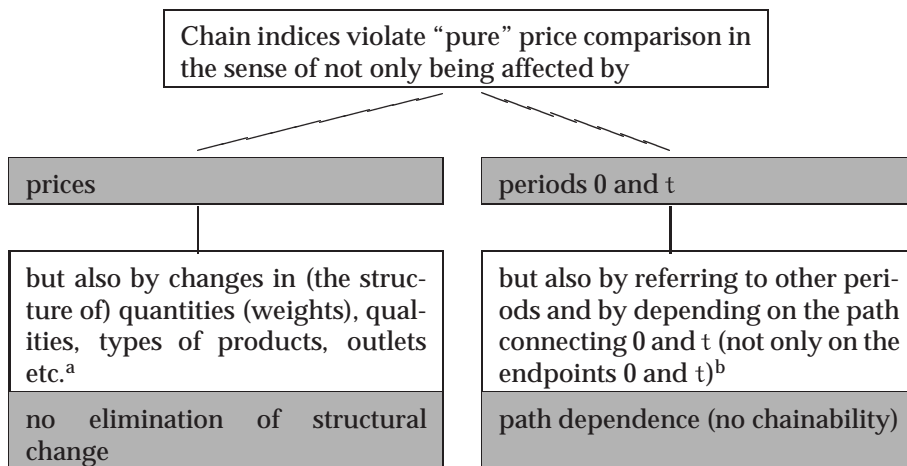 Chain indices violate “pure” price comparison in
the sense of not only being affected by
prices
periods 0 and t
but also by changes in (the struc-
ture of) quantities (weights), qual-
ities, types of products, outlets
etc.a
but also by referring to other peri-
ods and by depending on the path
connecting 0 and t (not only on the
endpoints 0 and t)b
no elimination of structural
change
path dependence (no chainability)